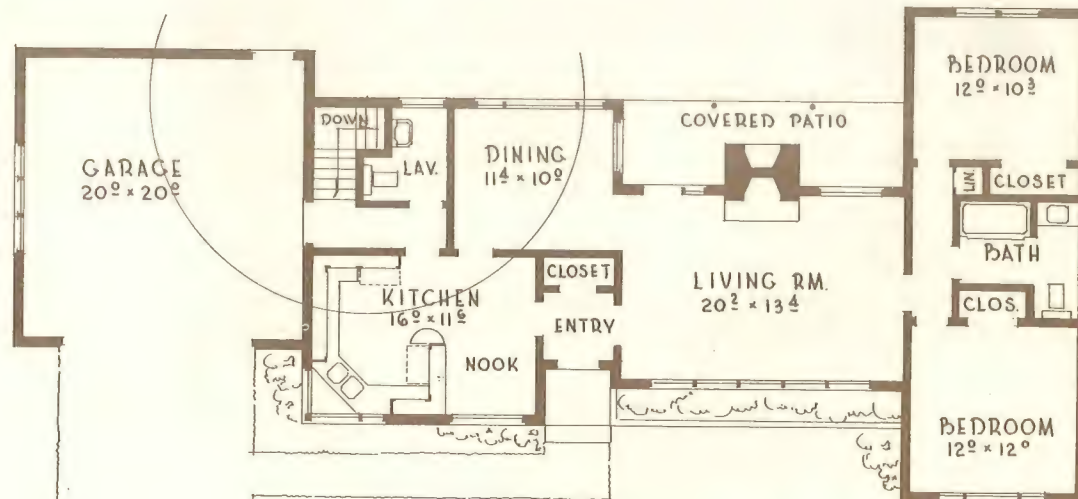 GARAGE
20⁰ × 20⁰
DOWN
LAV.
DINING
11⁴ × 10⁰
COVERED PATIO
BEDROOM
12⁰ × 10³
LIN.
CLOSET
BATH
CLOS.
KITCHEN
16⁰ × 11⁶
NOOK
CLOSET
ENTRY
LIVING RM.
20² × 13⁴
BEDROOM
12⁰ × 12⁰